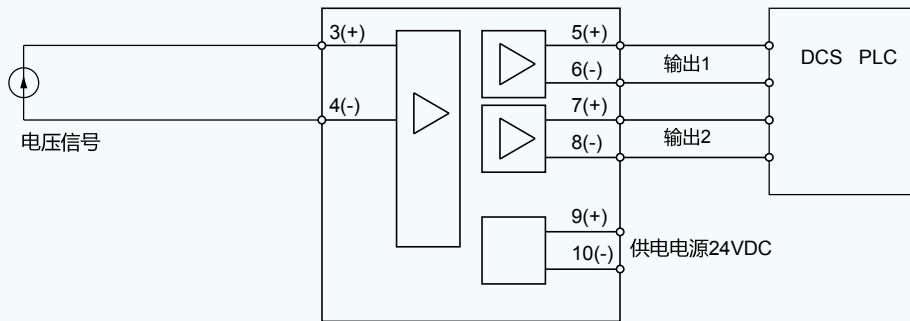 3(+)
4(-)
电压信号
5(+)
6(-)
7(+)
8(-)
9(+)
10(-)
输出1
输出2
供电电源24VDC
DCS PLC